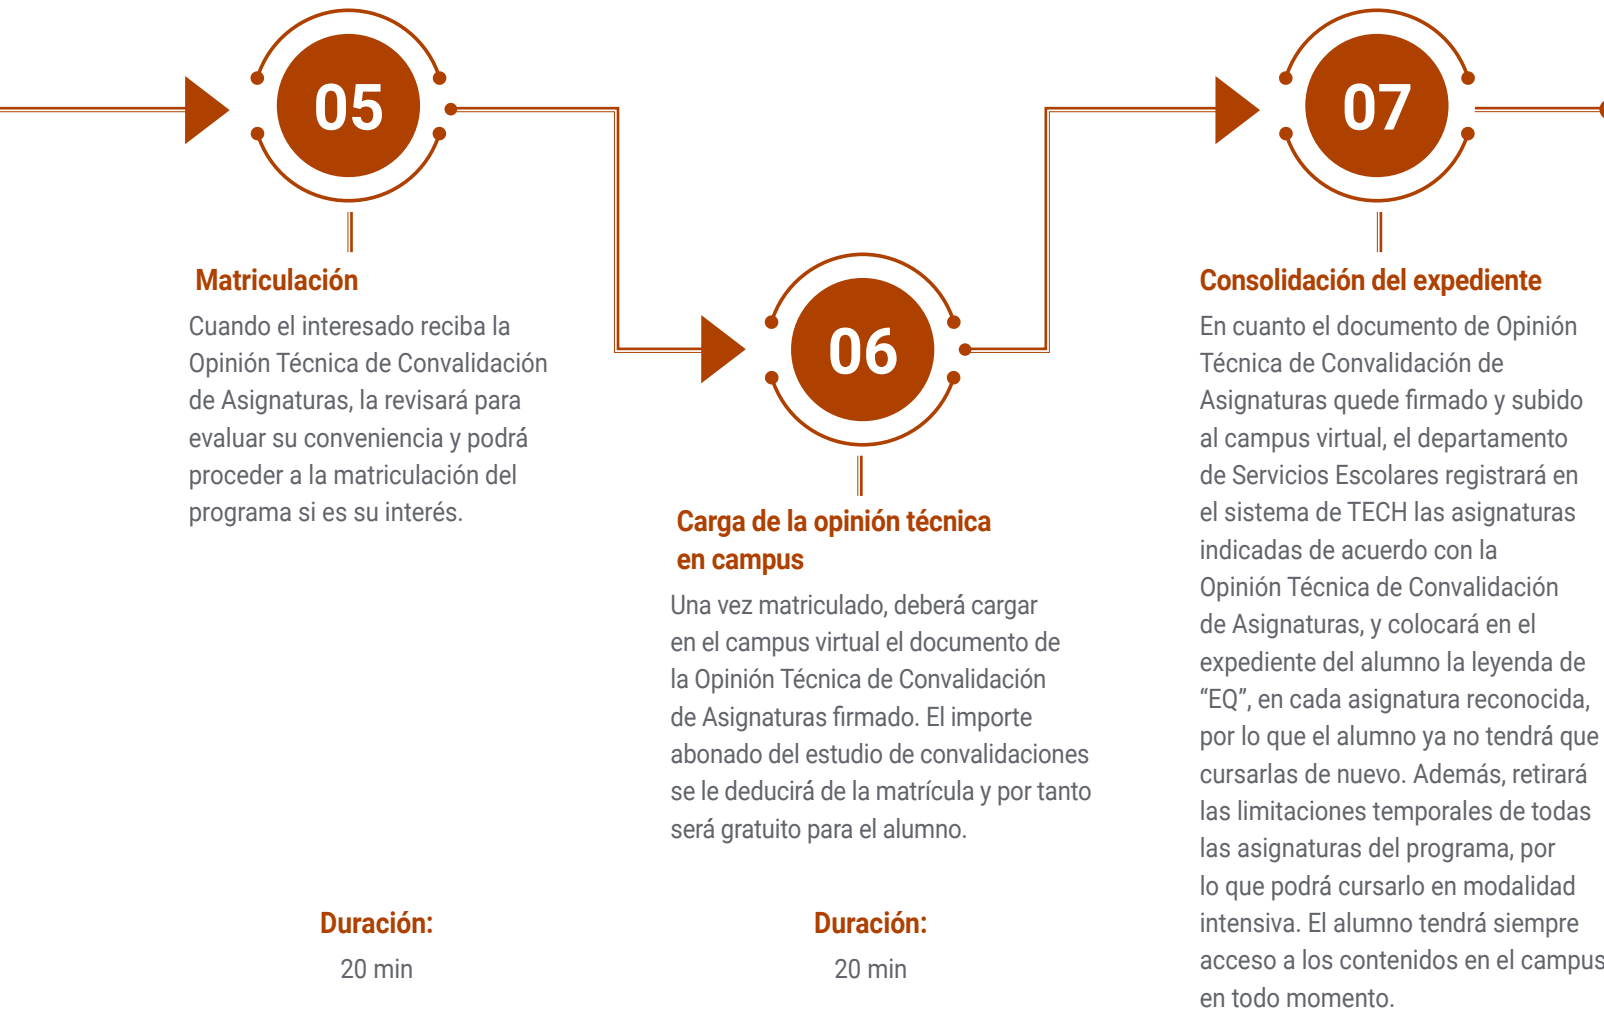 05
Matriculación
Cuando el interesado reciba la
Opinión Técnica de Convalidación
de Asignaturas, la revisará para
evaluar su conveniencia y podrá
proceder a la matriculación del
programa si es su interés.
Duración:
20 min
06
Carga de la opinión técnica
en campus
Una vez matriculado, deberá cargar
en el campus virtual el documento de
la Opinión Técnica de Convalidación
de Asignaturas firmado. El importe
abonado del estudio de convalidaciones
se le deducirá de la matrícula y por tanto
será gratuito para el alumno.
Duración:
20 min
07
Consolidación del expediente
En cuanto el documento de Opinión
Técnica de Convalidación de
Asignaturas quede firmado y subido
al campus virtual, el departamento
de Servicios Escolares registrará en
el sistema de TECH las asignaturas
indicadas de acuerdo con la
Opinión Técnica de Convalidación
de Asignaturas, y colocará en el
expediente del alumno la leyenda de
“EQ”, en cada asignatura reconocida,
por lo que el alumno ya no tendrá que
cursarlas de nuevo. Además, retirará
las limitaciones temporales de todas
las asignaturas del programa, por
lo que podrá cursarlo en modalidad
intensiva. El alumno tendrá siempre
acceso a los contenidos en el campus
en todo momento.